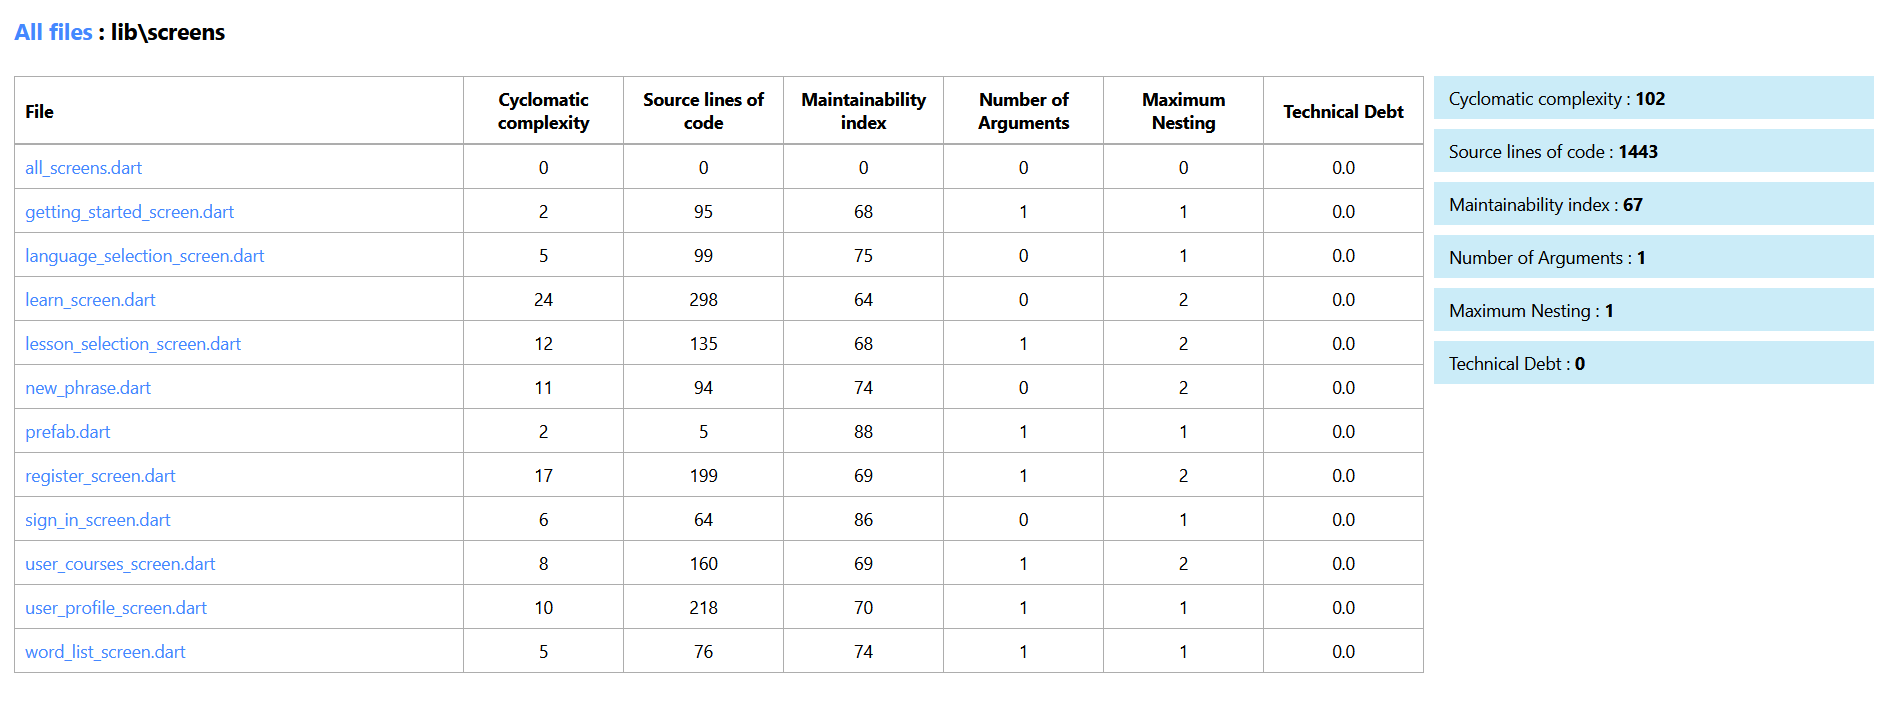 All files : lib\screens
File Cyclomatic complexity Source lines of code Maintainability index Number of Arguments Maximum Nesting Technical Debt
all_screens.dart 0 0 0 0 0 0.0
getting_started_screen.dart 2 95 68 1 1 0.0
language_selection_screen.dart 5 99 75 0 1 0.0
learn_screen.dart 24 298 64 0 2 0.0
lesson_selection_screen.dart 12 135 68 1 2 0.0
new_phrase.dart 11 94 74 0 2 0.0
prefab.dart 2 5 88 1 1 0.0
register_screen.dart 17 199 69 1 2 0.0
sign_in_screen.dart 6 64 86 0 1 0.0
user_courses_screen.dart 8 160 69 1 2 0.0
user_profile_screen.dart 10 218 70 1 1 0.0
word_list_screen.dart 5 76 74 1 1 0.0
Cyclomatic complexity : 102
Source lines of code : 1443
Maintainability index : 67
Number of Arguments : 1
Maximum Nesting : 1
Technical Debt : 0